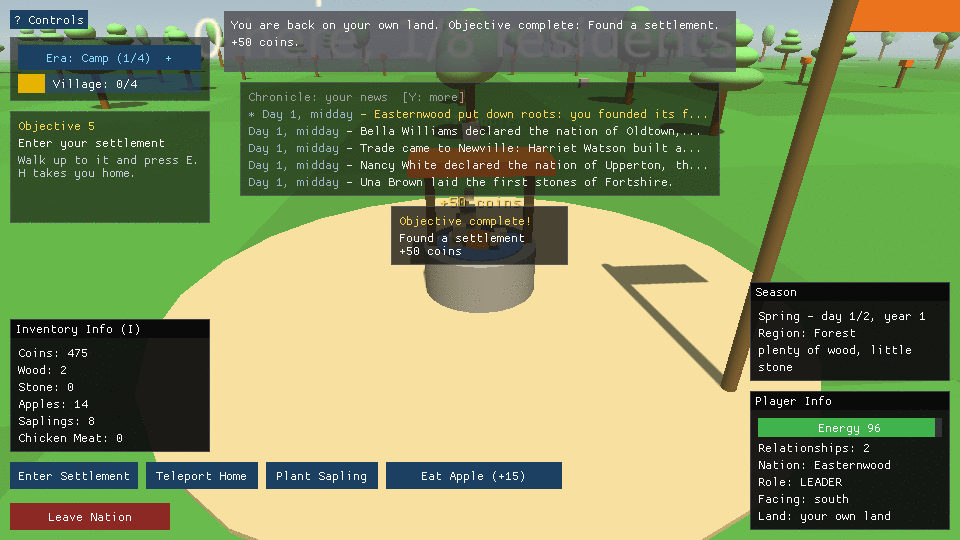 ? Controls
Era: Camp (1/4) +
Village: 0/4
Objective 5
Enter your settlement
Walk up to it and press E.
H takes you home.
You are back on your own land. Objective complete: Found a settlement.
+50 coins.
Chronicle: your news [Y: more]
* Day 1, midday – Easternwood put down roots: you founded its f...
Day 1, midday – Bella Williams declared the nation of Oldtown,...
Day 1, midday – Trade came to Newville: Harriet Watson built a...
Day 1, midday – Nancy White declared the nation of Upperton, th...
Day 1, midday – Una Brown laid the first stones of Fortshire.
+50 coins
Objective complete!
Found a settlement
+50 coins
Inventory Info (I)
Coins: 475
Wood: 2
Stone: 0
Apples: 14
Saplings: 8
Chicken Meat: 0
Enter Settlement
Teleport Home
Plant Sapling
Eat Apple (+15)
Leave Nation
Season
Spring – day 1/2, year 1
Region: Forest
plenty of wood, little
stone
Player Info
Energy 96
Relationships: 2
Nation: Easternwood
Role: LEADER
Facing: south
Land: your own land